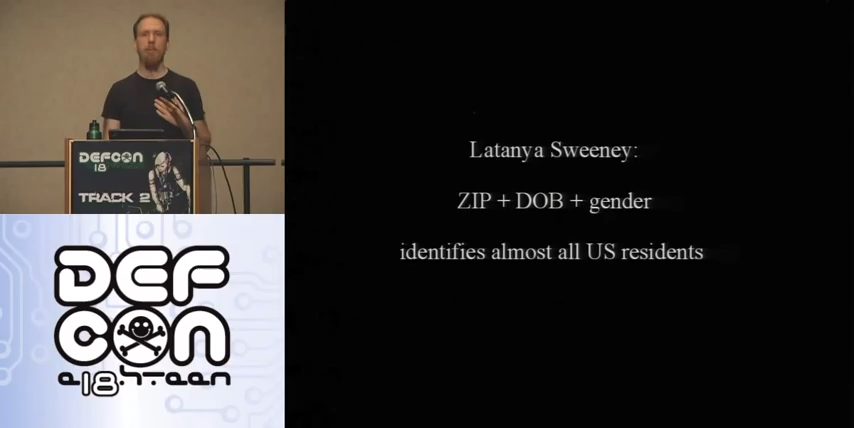 DEFCON
18
TRACK 2
DEF
CON
e18hteen
Latanya Sweeney:
ZIP + DOB + gender
identifies almost all US residents